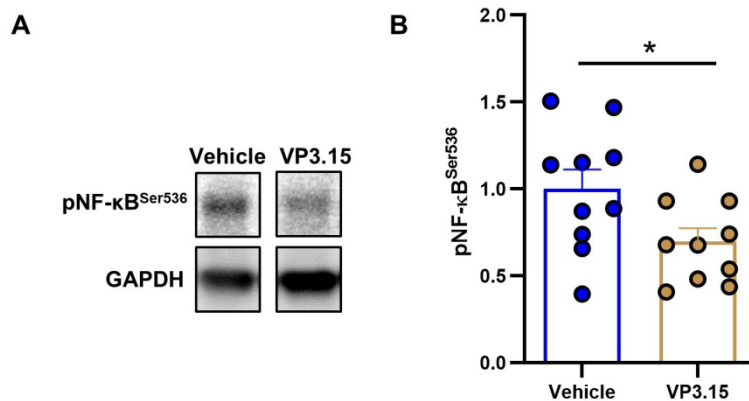 A
Vehicle VP3.15
pNF-κB^Ser536
GAPDH
B
pNF-κB^Ser536
2.0
1.5
1.0
0.5
0.0
*
Vehicle VP3.15